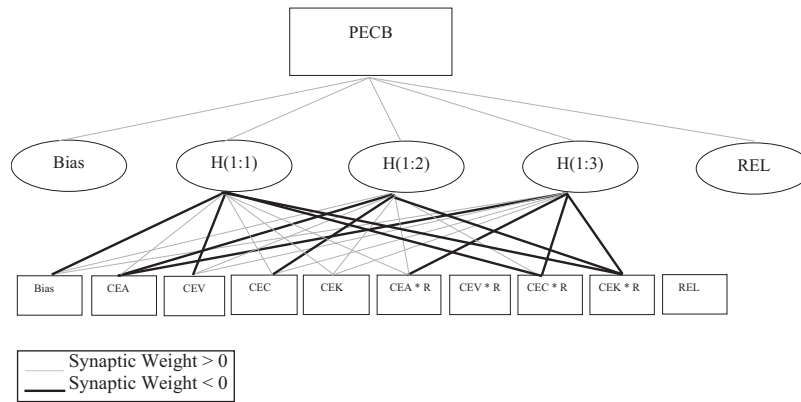 PECB
Bias H(1:1) H(1:2) H(1:3) REL
Bias CEA CEV CEC CEK CEA * R CEV * R CEC * R CEK * R REL
Synaptic Weight > 0
Synaptic Weight < 0